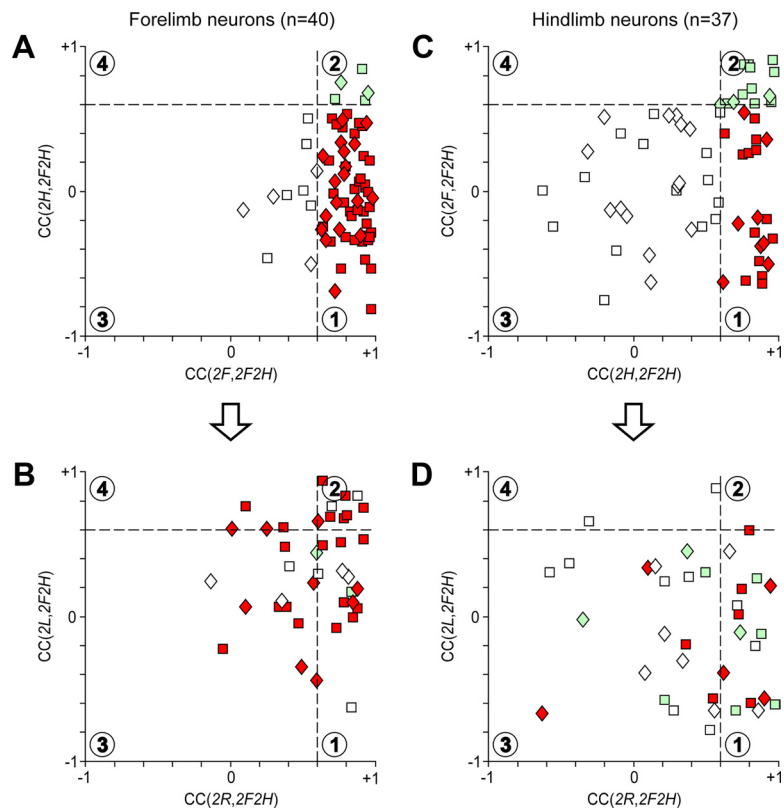 Forelimb neurons (n=40)
Hindlimb neurons (n=37)
A
+1
4
2
CC(2H,2F2H)
0
3
1
-1
-1
0
+1
CC(2F,2F2H)
C
+1
4
2
CC(2F,2F2H)
0
3
1
-1
-1
0
+1
CC(2H,2F2H)
B
+1
4
2
CC(2L,2F2H)
0
3
1
-1
-1
0
+1
CC(2R,2F2H)
D
+1
4
2
CC(2L,2F2H)
0
3
1
-1
-1
0
+1
CC(2R,2F2H)